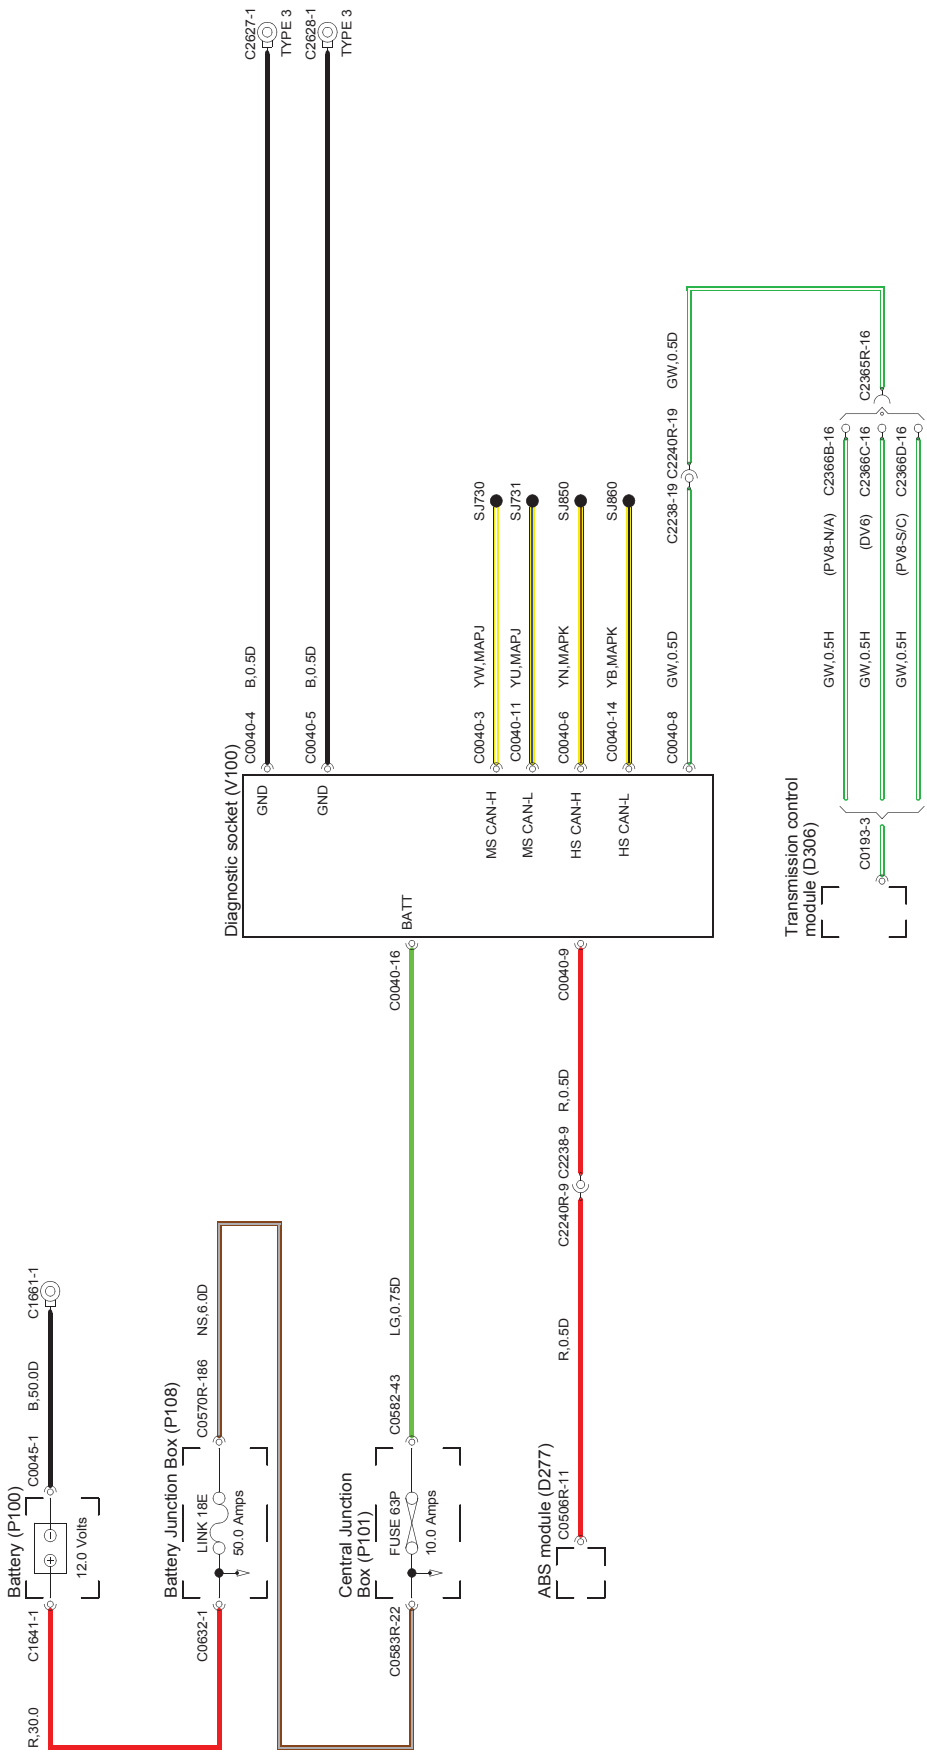 Battery (P100)
C1641-1
R,30.0
12.0 Volts
C0045-1
B,50.0D
C1661-1
Battery Junction Box (P108)
C0632-1
LINK 18E
50.0 Amps
C0570R-186
NS,6.0D
Central Junction
Box (P101)
C0583R-22
FUSE 63P
10.0 Amps
C0582-43
LG,0.75D
C0040-16
ABS module (D277)
C0506R-11
R,0.5D
C2240R-9
C2238-9
R,0.5D
C0040-9
Diagnostic socket (V100)
BATT
GND
C0040-4
B,0.5D
C2627-1
TYPE 3
GND
C0040-5
B,0.5D
C2628-1
TYPE 3
MS CAN-H
C0040-3
YW,MAPJ
SJ730
MS CAN-L
C0040-11
YU,MAPJ
SJ731
HS CAN-H
C0040-6
YN,MAPK
SJ850
HS CAN-L
C0040-14
YB,MAPK
SJ860
C0040-8
GW,0.5D
C2238-19
C2240R-19
GW,0.5D
Transmission control
module (D306)
C0193-3
GW,0.5H
(PV8-N/A)
C2366B-16
GW,0.5H
(DV6)
C2366C-16
GW,0.5H
(PV8-S/C)
C2366D-16
C2365R-16